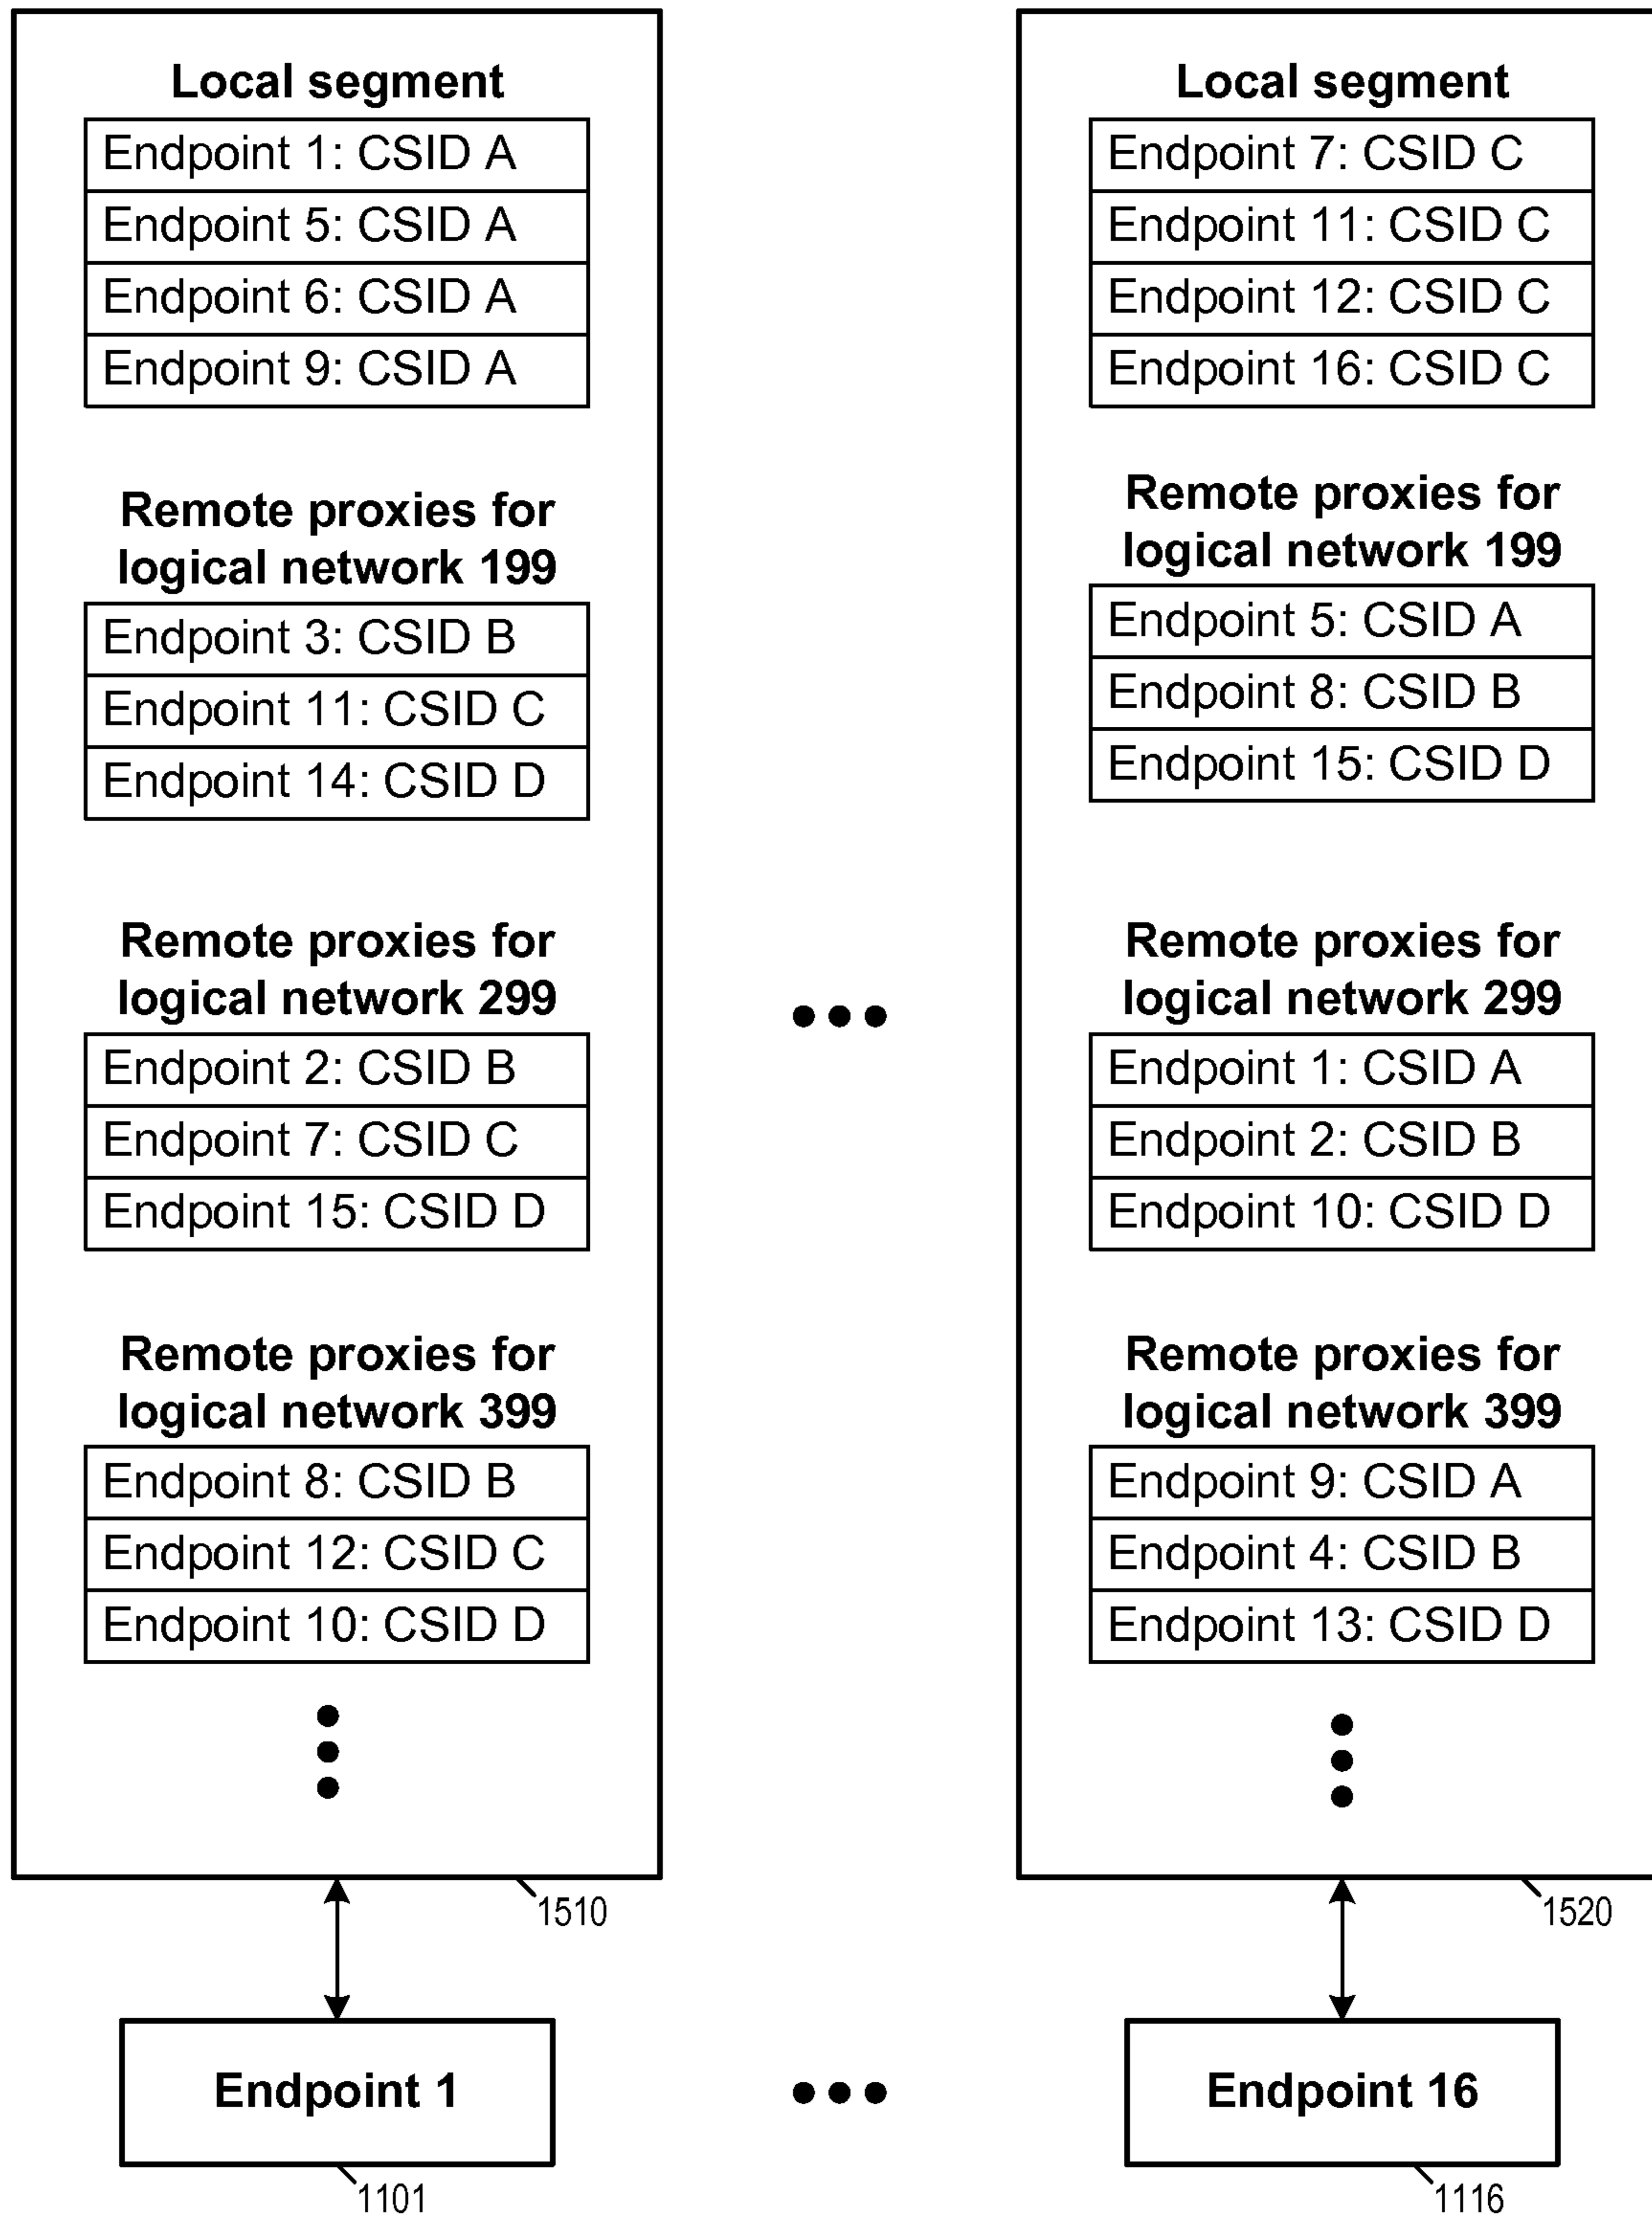 Local segment
Endpoint 1: CSID A
Endpoint 5: CSID A
Endpoint 6: CSID A
Endpoint 9: CSID A
Remote proxies for
logical network 199
Endpoint 3: CSID B
Endpoint 11: CSID C
Endpoint 14: CSID D
Remote proxies for
logical network 299
Endpoint 2: CSID B
Endpoint 7: CSID C
Endpoint 15: CSID D
Remote proxies for
logical network 399
Endpoint 8: CSID B
Endpoint 12: CSID C
Endpoint 10: CSID D
1510
Endpoint 1
1101
Local segment
Endpoint 7: CSID C
Endpoint 11: CSID C
Endpoint 12: CSID C
Endpoint 16: CSID C
Remote proxies for
logical network 199
Endpoint 5: CSID A
Endpoint 8: CSID B
Endpoint 15: CSID D
Remote proxies for
logical network 299
Endpoint 1: CSID A
Endpoint 2: CSID B
Endpoint 10: CSID D
Remote proxies for
logical network 399
Endpoint 9: CSID A
Endpoint 4: CSID B
Endpoint 13: CSID D
1520
Endpoint 16
1116